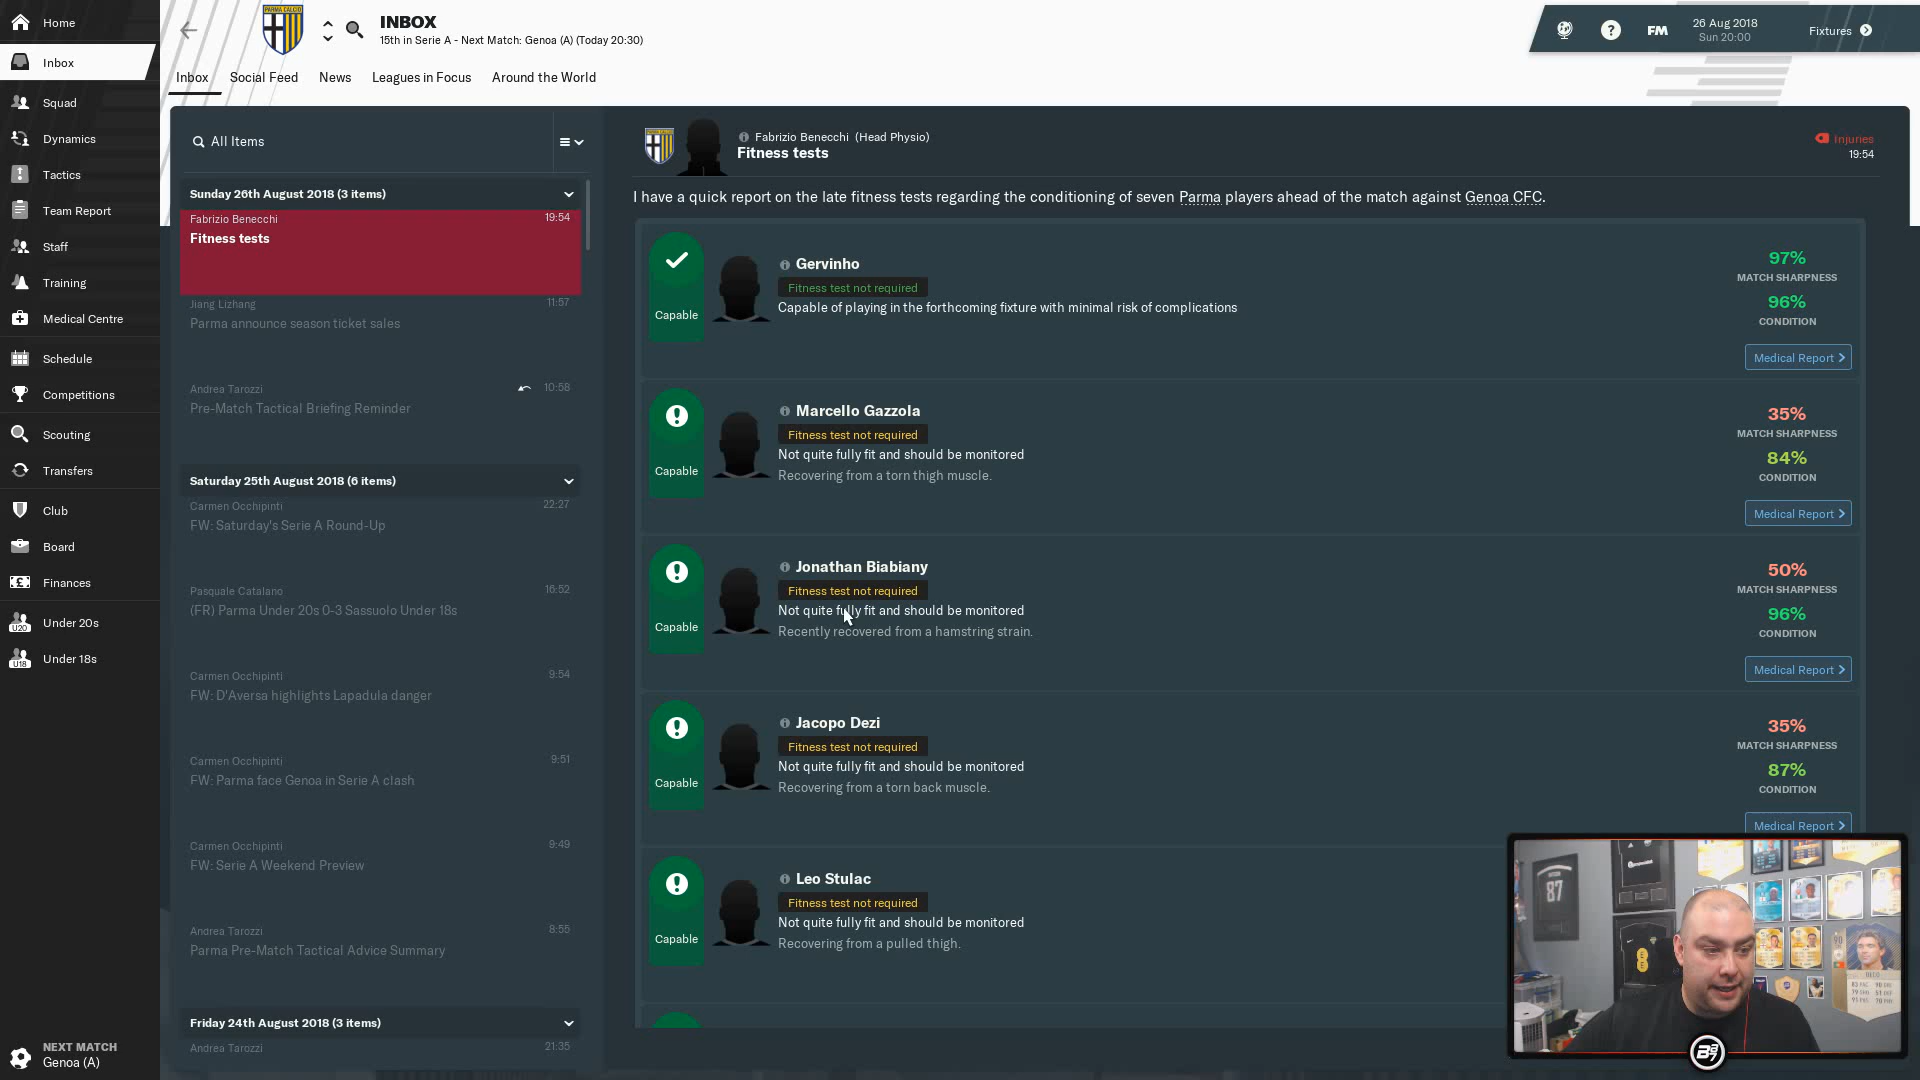 Home
Inbox
Squad
Dynamics
Tactics
Team Report
Staff
Training
Medical Centre
Schedule
Competitions
Scouting
Transfers
Club
Board
Finances
U20
Under 20s
U18
Under 18s
NEXT MATCH
Genoa (A)
PARMA CALCIO
INBOX
15th in Serie A - Next Match: Genoa (A) (Today 20:30)
FM
26 Aug 2018
Sun 20:00
Fixtures
Inbox
Social Feed
News
Leagues in Focus
Around the World
All Items
Sunday 26th August 2018 (3 items)
Fabrizio Benecchi 19:54
Fitness tests
Jiang Lizhang 11:57
Parma announce season ticket sales
Andrea Tarozzi 10:58
Pre-Match Tactical Briefing Reminder
Saturday 25th August 2018 (6 items)
Carmen Occhipinti 22:27
FW: Saturday's Serie A Round-Up
Pasquale Catalano 16:52
(FR) Parma Under 20s 0-3 Sassuolo Under 18s
Carmen Occhipinti 9:54
FW: D'Aversa highlights Lapadula danger
Carmen Occhipinti 9:51
FW: Parma face Genoa in Serie A clash
Carmen Occhipinti 9:49
FW: Serie A Weekend Preview
Andrea Tarozzi 8:55
Parma Pre-Match Tactical Advice Summary
Friday 24th August 2018 (3 items)
Andrea Tarozzi 21:35
Fabrizio Benecchi (Head Physio)
Fitness tests
Injuries
19:54
I have a quick report on the late fitness tests regarding the conditioning of seven Parma players ahead of the match against Genoa CFC.
Capable
Gervinho
Fitness test not required
Capable of playing in the forthcoming fixture with minimal risk of complications
97%
MATCH SHARPNESS
96%
CONDITION
Medical Report
Capable
Marcello Gazzola
Fitness test not required
Not quite fully fit and should be monitored
Recovering from a torn thigh muscle.
35%
MATCH SHARPNESS
84%
CONDITION
Medical Report
Capable
Jonathan Biabiany
Fitness test not required
Not quite fully fit and should be monitored
Recently recovered from a hamstring strain.
50%
MATCH SHARPNESS
96%
CONDITION
Medical Report
Capable
Jacopo Dezi
Fitness test not required
Not quite fully fit and should be monitored
Recovering from a torn back muscle.
35%
MATCH SHARPNESS
87%
CONDITION
Medical Report
Capable
Leo Stulac
Fitness test not required
Not quite fully fit and should be monitored
Recovering from a pulled thigh.
87